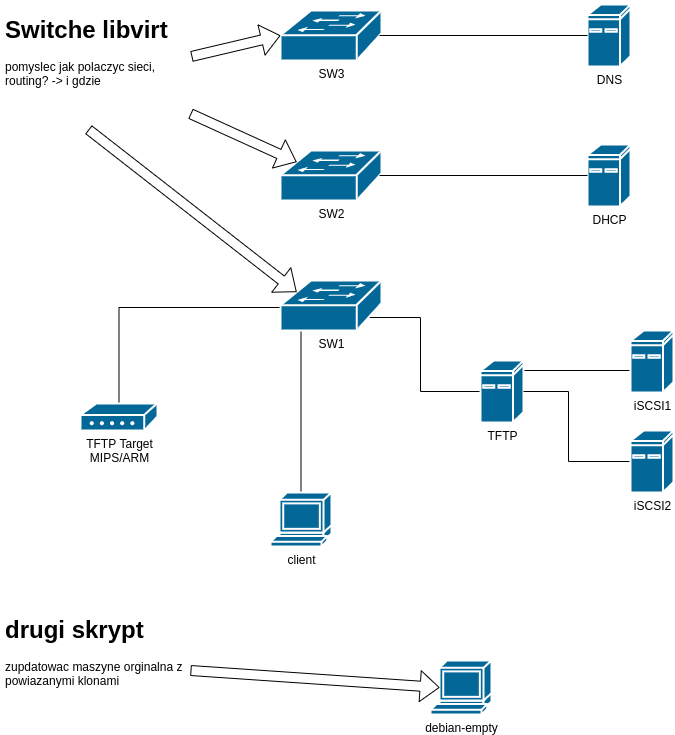 Switche libvirt
pomyslec jak polaczyc sieci,
routing? -> i gdzie
SW3
DNS
SW2
DHCP
SW1
TFTP Target
MIPS/ARM
TFTP
iSCSI1
iSCSI2
client
drugi skrypt
zupdatowac maszyne orginalna z
powiazanymi klonami
debian-empty